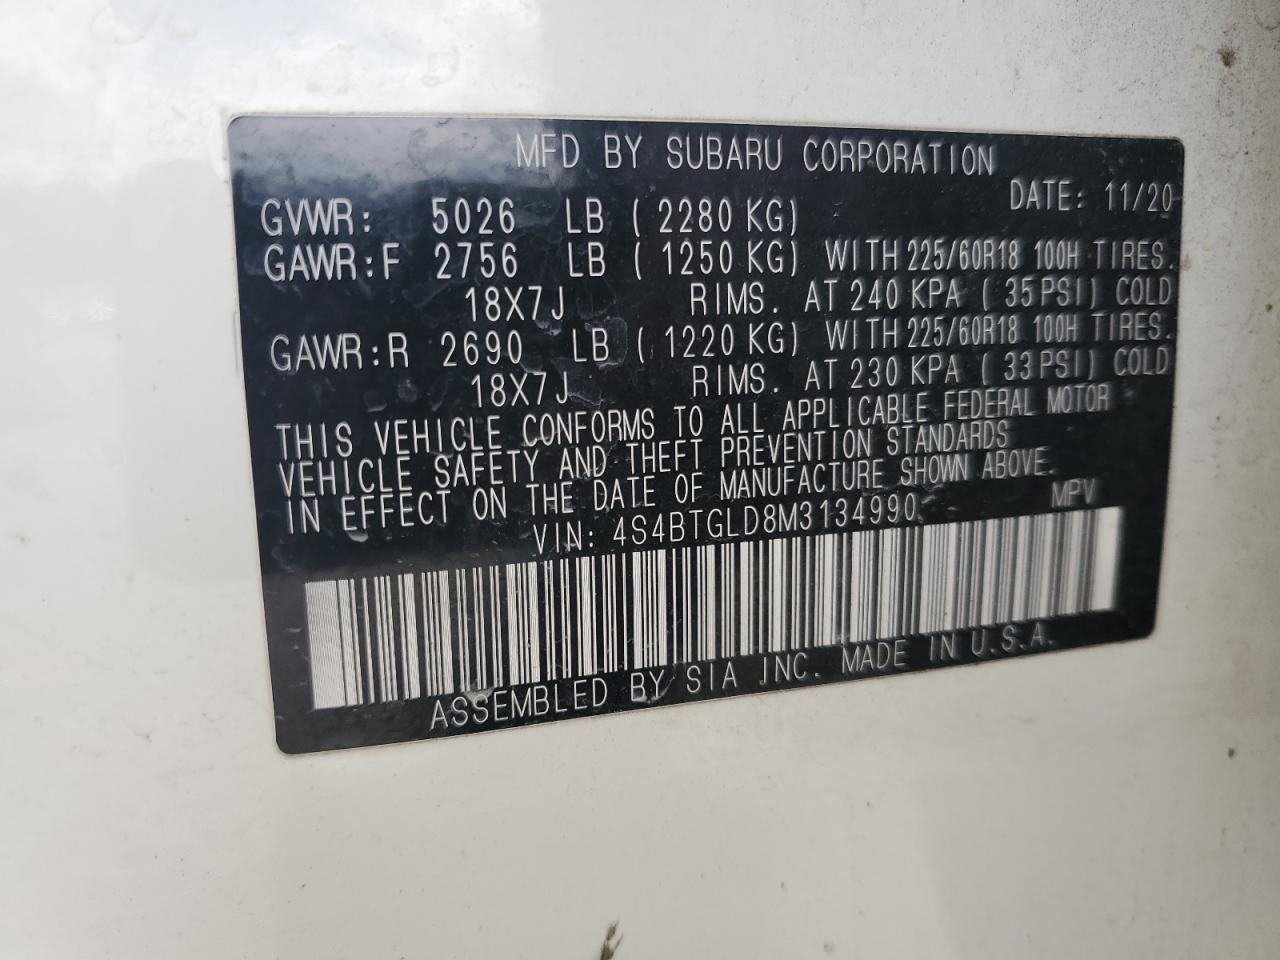 MFD BY SUBARU CORPORATION
DATE: 11/20
GVWR: 5026 LB ( 2280 KG)
GAWR:F 2756 LB ( 1250 KG) WITH 225/60R18 100H TIRES.
18X7J RIMS. AT 240 KPA ( 35 PSI) COLD
GAWR:R 2690 LB ( 1220 KG) WITH 225/60R18 100H TIRES.
18X7J RIMS. AT 230 KPA ( 33 PSI) COLD
THIS VEHICLE CONFORMS TO ALL APPLICABLE FEDERAL MOTOR
VEHICLE SAFETY AND THEFT PREVENTION STANDARDS
IN EFFECT ON THE DATE OF MANUFACTURE SHOWN ABOVE.
VIN: 4S4BTGLD8M3134990 MPV
ASSEMBLED BY SIA INC. MADE IN U.S.A.